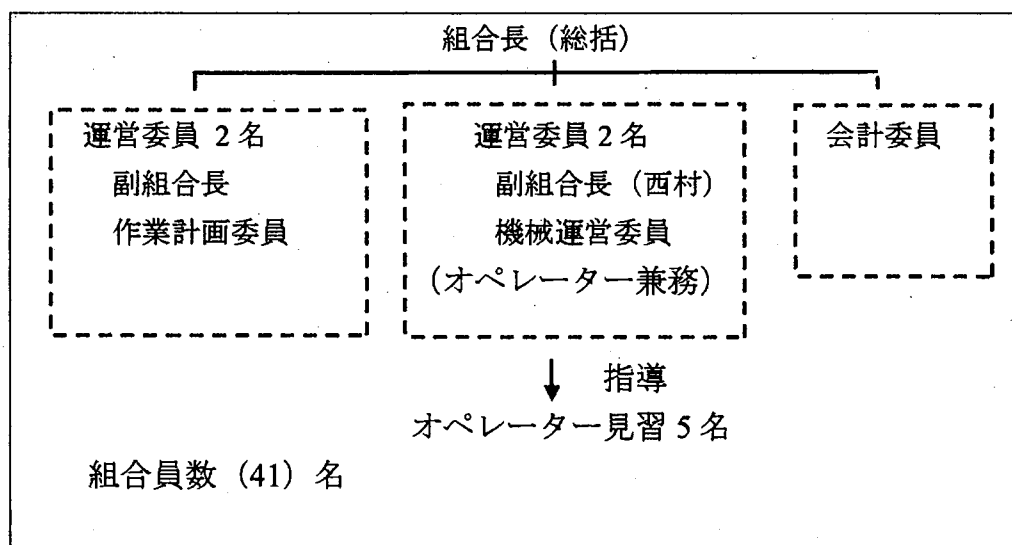 組合長（総括）
運営委員 2名
副組合長
作業計画委員
運営委員2名
副組合長（西村）
機械運営委員
（オペレーター兼務）
会計委員
指導
オペレーター見習5名
組合員数（41）名